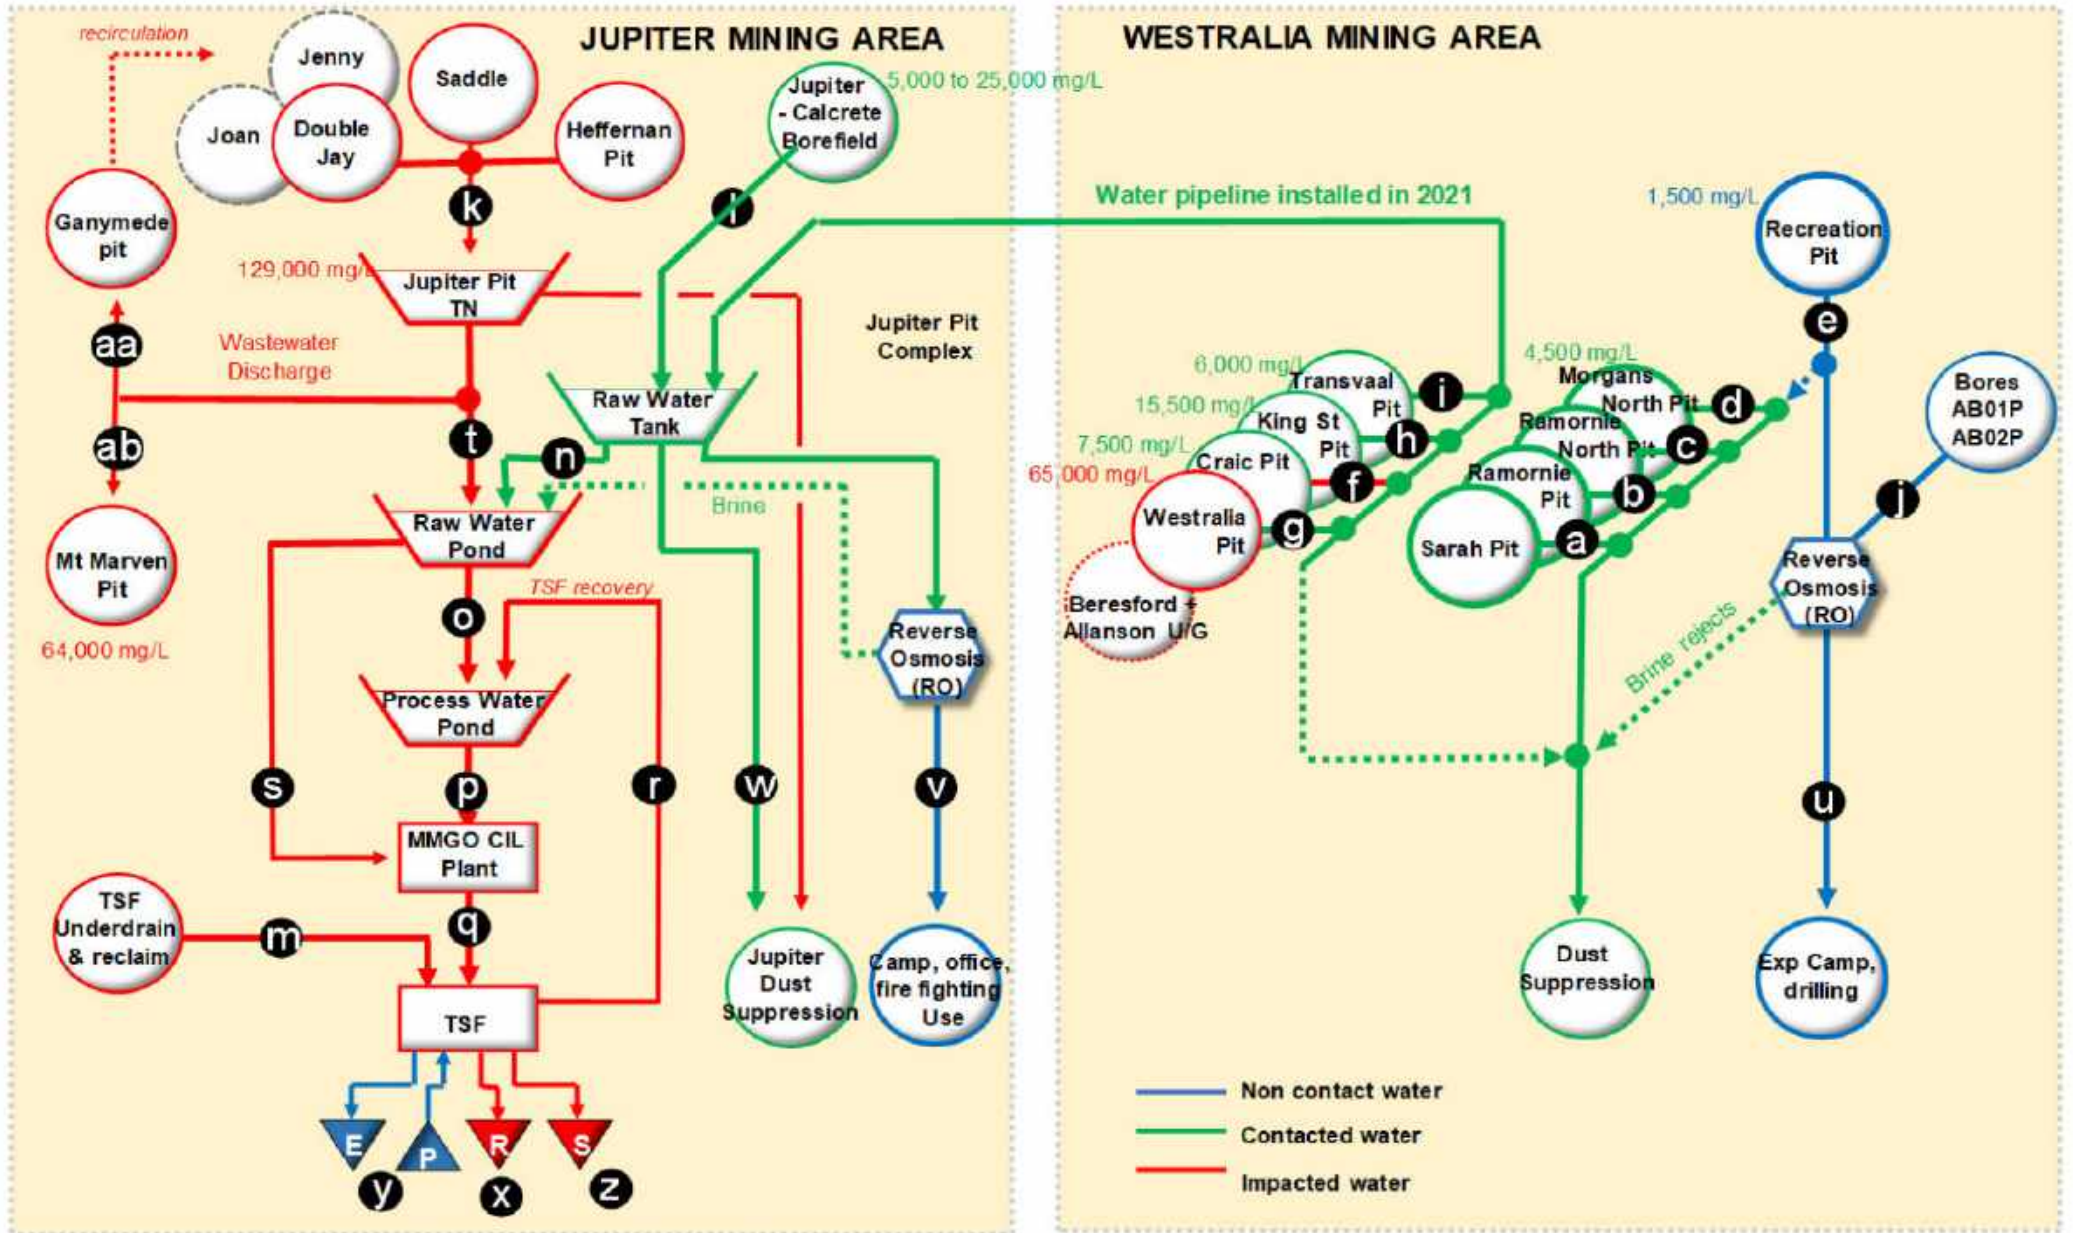 JUPITER MINING AREA
WESTRALIA MINING AREA
recirculation
Jenny
Joan
Double
Jay
Saddle
Heffernan
Pit
Jupiter
- Calcrete
Borefield
5,000 to 25,000 mg/L
Ganymede
pit
k
l
129,000 mg/L
Jupiter Pit
TN
aa
Wastewater
Discharge
Jupiter Pit
Complex
Raw Water
Tank
ab
t
n
Brine
Raw Water
Pond
Mt Marven
Pit
64,000 mg/L
o
TSF recovery
Reverse
Osmosis
(RO)
Process Water
Pond
s
p
r
w
v
MMGO CIL
Plant
TSF
Underdrain
& reclaim
m
q
TSF
Jupiter
Dust
Suppression
Camp, office,
fire fighting
Use
E
P
R
S
y
x
z
Water pipeline installed in 2021
1,500 mg/L
Recreation
Pit
e
6,000 mg/L
Transvaal
Pit
i
15,500 mg/L
King St
Pit
h
7,500 mg/L
Craic Pit
f
65,000 mg/L
Westralia
Pit
g
Beresford +
Allanson U/G
4,500 mg/L
Morgans
North Pit
d
Ramornie
North Pit
c
Ramornie
Pit
b
Sarah Pit
a
Bores
AB01P
AB02P
j
Reverse
Osmosis
(RO)
Brine rejects
u
Dust
Suppression
Exp Camp,
drilling
Non contact water
Contacted water
Impacted water